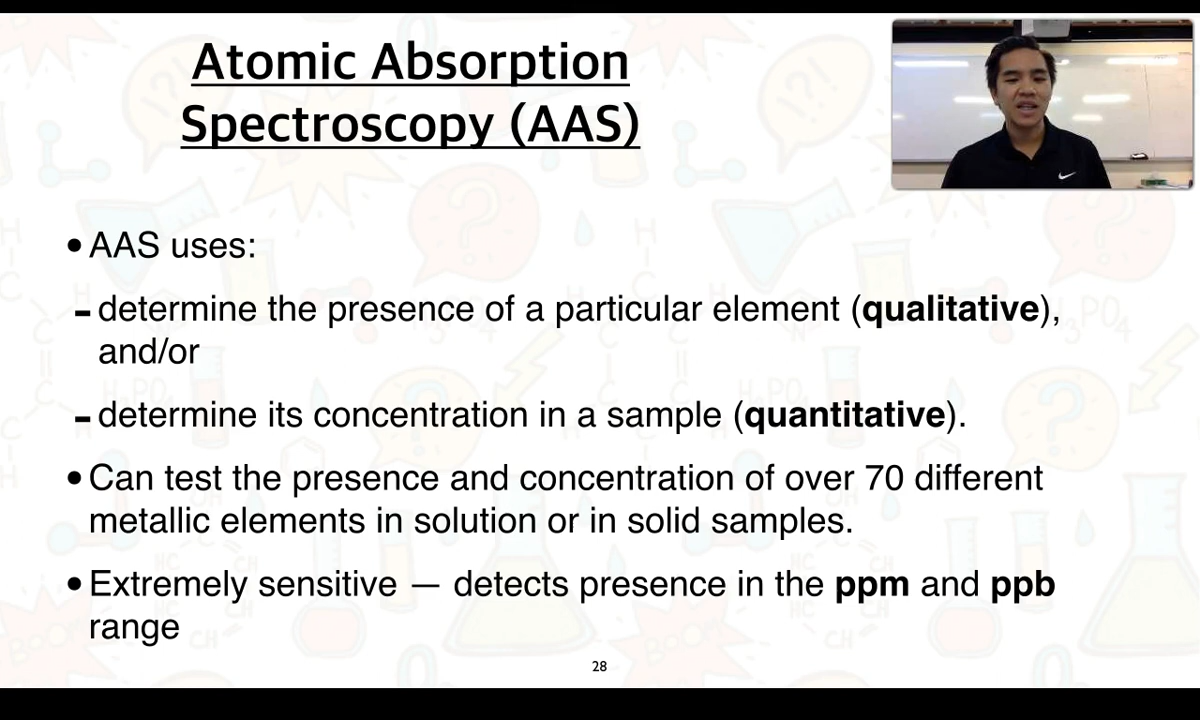 Atomic Absorption
Spectroscopy (AAS)
• AAS uses:
- determine the presence of a particular element (qualitative),
and/or
- determine its concentration in a sample (quantitative).
• Can test the presence and concentration of over 70 different
metallic elements in solution or in solid samples.
• Extremely sensitive — detects presence in the ppm and ppb
range
28